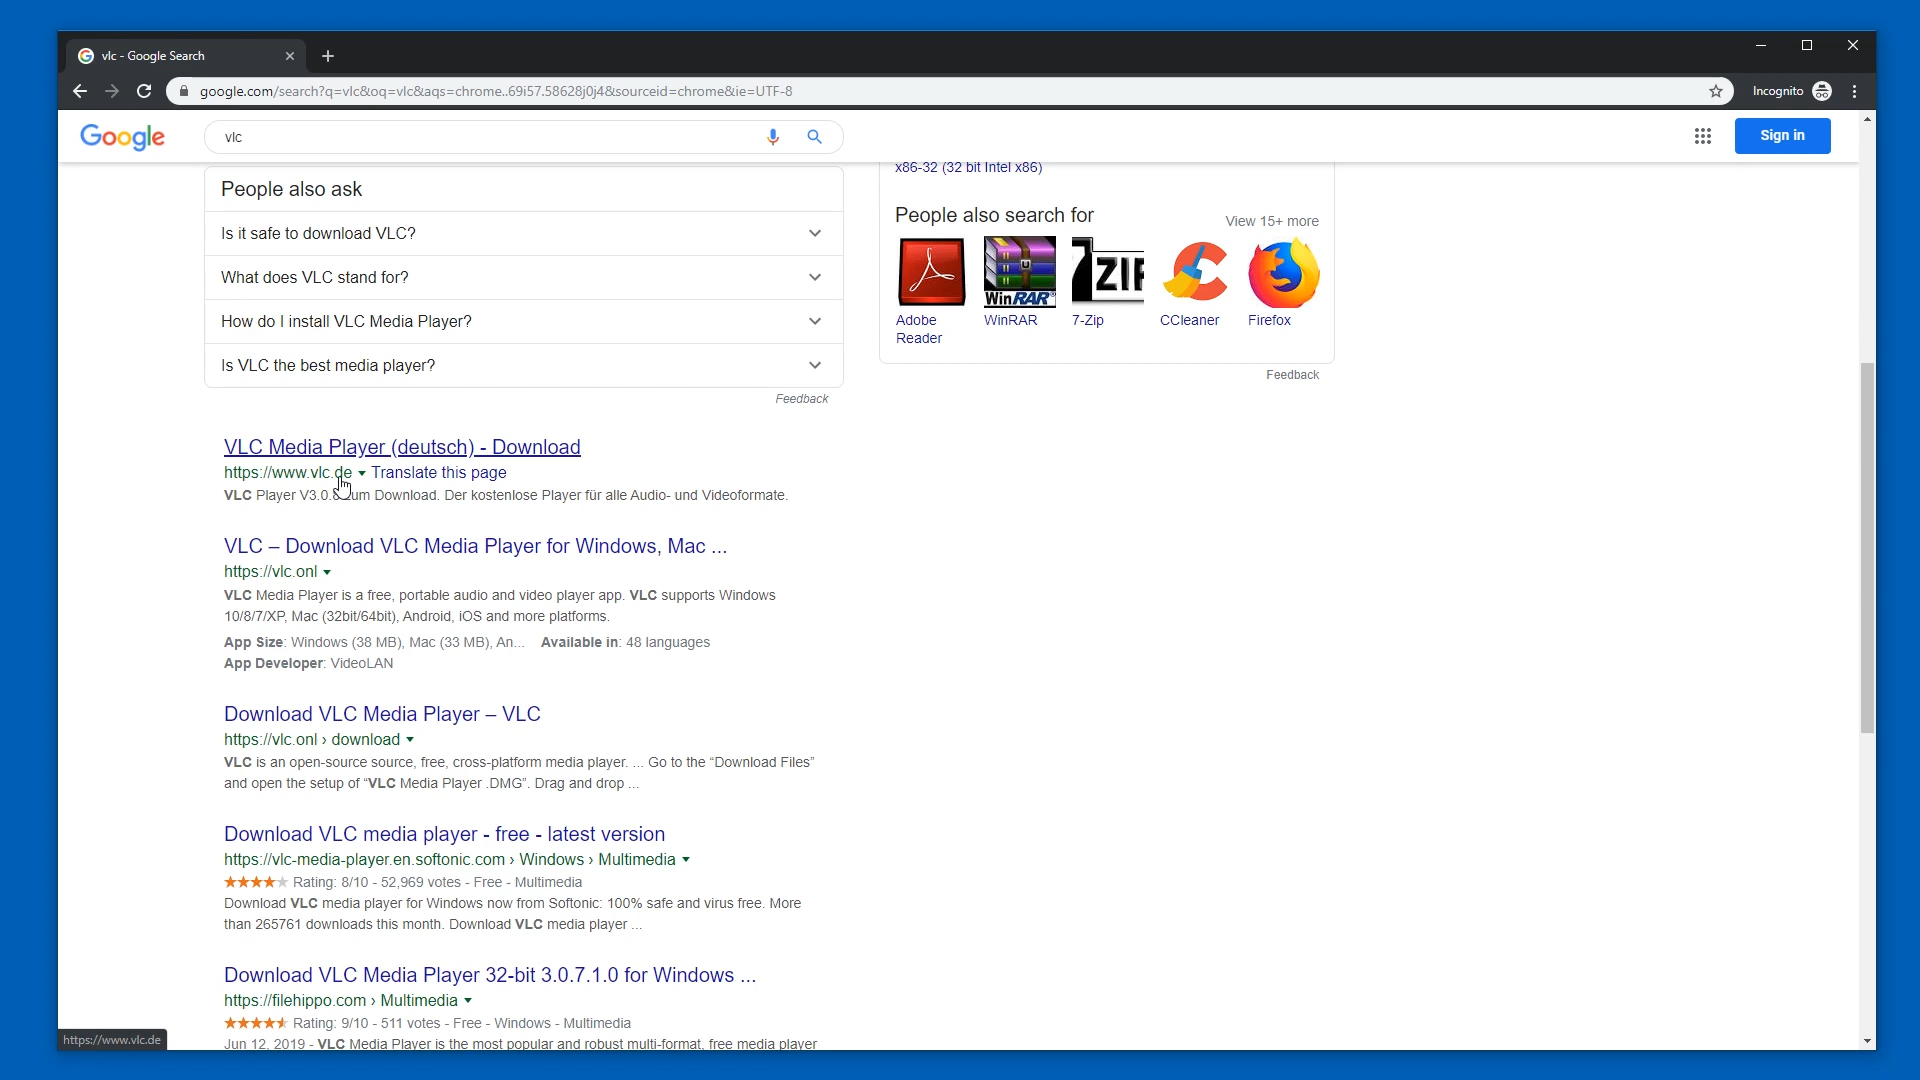 vlc - Google Search
google.com/search?q=vlc&oq=vlc&aqs=chrome..69i57.58628j0j4&sourceid=chrome&ie=UTF-8
Incognito
Google
vlc
Sign in
People also ask
Is it safe to download VLC?
What does VLC stand for?
How do I install VLC Media Player?
Is VLC the best media player?
Feedback
VLC Media Player (deutsch) - Download
https://www.vlc.de Translate this page
VLC Player um Download. Der kostenlose Player für alle Audio- und Videoformate.
VLC – Download VLC Media Player for Windows, Mac ...
https://vlc.onl
VLC Media Player is a free, portable audio and video player app. VLC supports Windows
10/8/7/XP, Mac (32bit/64bit), Android, iOS and more platforms.
App Size: Windows (38 MB), Mac (33 MB), An... Available in: 48 languages
App Developer: VideoLAN
Download VLC Media Player – VLC
https://vlc.onl › download
VLC is an open-source source, free, cross-platform media player. ... Go to the “Download Files”
and open the setup of “VLC Media Player .DMG”. Drag and drop ...
Download VLC media player - free - latest version
https://vlc-media-player.en.softonic.com › Windows › Multimedia
Rating: 8/10 - 52,969 votes - Free - Multimedia
Download VLC media player for Windows now from Softonic: 100% safe and virus free. More
than 265761 downloads this month. Download VLC media player ...
Download VLC Media Player 32-bit 3.0.7.1.0 for Windows ...
https://filehippo.com › Multimedia
Rating: 9/10 - 511 votes - Free - Windows - Multimedia
Jun 12, 2019 - VLC Media Player is the most popular and robust multi-format, free media player
x86-32 (32 bit Intel x86)
People also search for
View 15+ more
WinRAR
7ZIP
Adobe
Reader
WinRAR
7-Zip
CCleaner
Firefox
Feedback
https://www.vlc.de